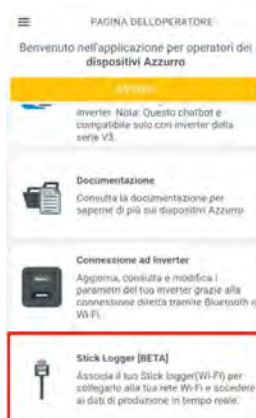 PAGINA DELL'OPERATORE
Benvenuto nell'applicazione per operatori dei
dispositivi Azzurro
inverter. Nota: Questo chatbot è
compatibile solo con inverter della
serie V3.
Documentazione
Consulta la documentazione per
saperne di più sui dispositivi Azzurro.
Connessione ad Inverter
Aggiorna, consulta e modifica i
parametri del tuo inverter grazie alla
connessione diretta tramite Bluetooth o
Wi-Fi.
Stick Logger [BETA]
Associa il tuo Stick logger(Wi-Fi) per
collegarlo alla tua rete Wi-Fi e accedere
ai dati di produzione in tempo reale.